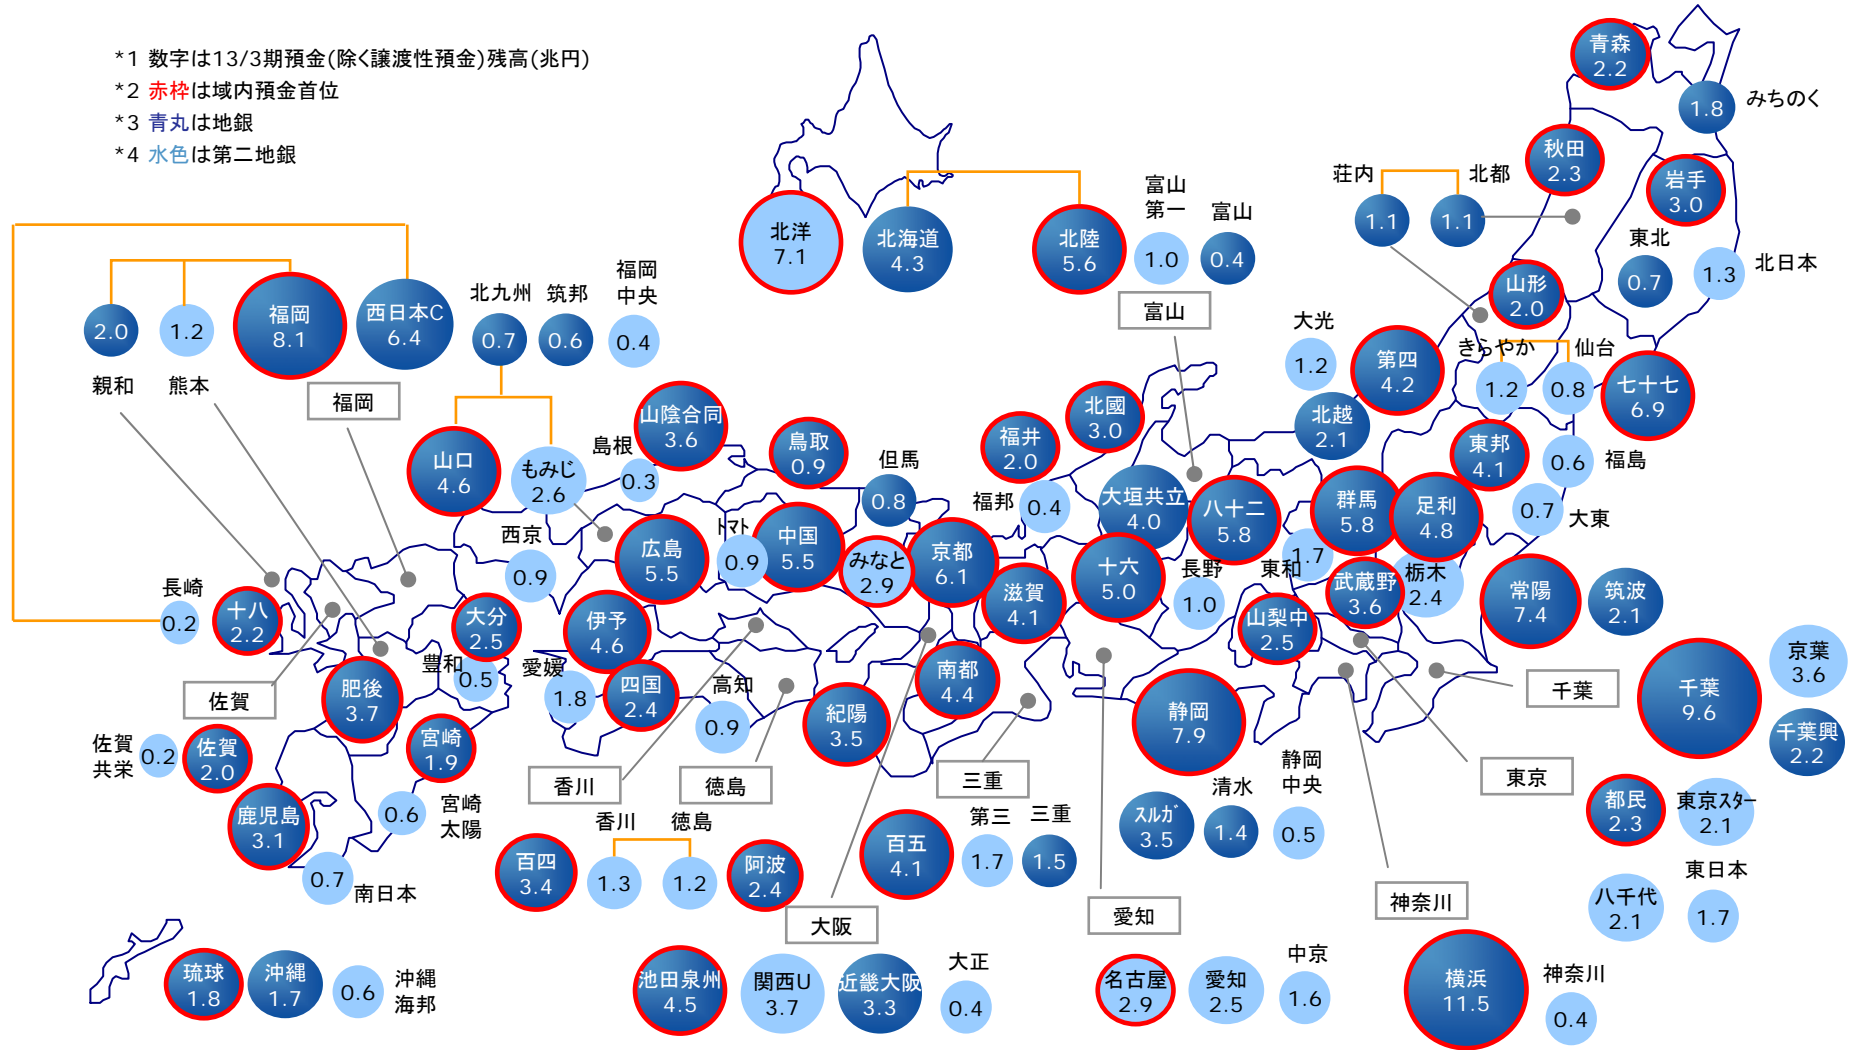 *1 数字は13/3期預金(除く譲渡性預金)残高(兆円)
*2 赤枠は域内預金首位
*3 青丸は地銀
*4 水色は第二地銀
青森
2.2
1.8
みちのく
秋田
2.3
岩手
3.0
荘内
1.1
北都
1.1
東北
0.7
1.3
北日本
山形
2.0
きらやか
1.2
仙台
0.8
七十七
6.9
北洋
7.1
北海道
4.3
北陸
5.6
富山
第一
1.0
富山
0.4
富山
大光
1.2
第四
4.2
北越
2.1
東邦
4.1
0.6
福島
0.7
大東
2.0
親和
1.2
熊本
福岡
8.1
西日本C
6.4
北九州
0.7
筑邦
0.6
福岡
中央
0.4
福岡
山口
4.6
もみじ
2.6
島根
0.3
山陰合同
3.6
鳥取
0.9
但馬
0.8
福井
2.0
福邦
0.4
北國
3.0
大垣共立
4.0
八十二
5.8
群馬
5.8
足利
4.8
西京
0.9
広島
5.5
トマト
0.9
中国
5.5
みなと
2.9
京都
6.1
滋賀
4.1
十六
5.0
長野
1.0
東和
1.7
武蔵野
3.6
栃木
2.4
常陽
7.4
筑波
2.1
山梨中
2.5
長崎
0.2
十八
2.2
大分
2.5
豊和
0.5
伊予
4.6
愛媛
1.8
四国
2.4
高知
0.9
南都
4.4
紀陽
3.5
静岡
7.9
佐賀
肥後
3.7
宮崎
1.9
佐賀
共栄
0.2
佐賀
2.0
鹿児島
3.1
0.6
宮崎
太陽
0.7
南日本
香川
徳島
三重
千葉
東京
千葉
9.6
京葉
3.6
千葉興
2.2
都民
2.3
東京スター
2.1
八千代
2.1
東日本
1.7
スルガ
3.5
清水
1.4
静岡
中央
0.5
百四
3.4
香川
1.3
徳島
1.2
阿波
2.4
百五
4.1
第三
1.7
三重
1.5
大阪
愛知
神奈川
琉球
1.8
沖縄
1.7
0.6
沖縄
海邦
池田泉州
4.5
関西U
3.7
近畿大阪
3.3
大正
0.4
名古屋
2.9
愛知
2.5
中京
1.6
横浜
11.5
神奈川
0.4